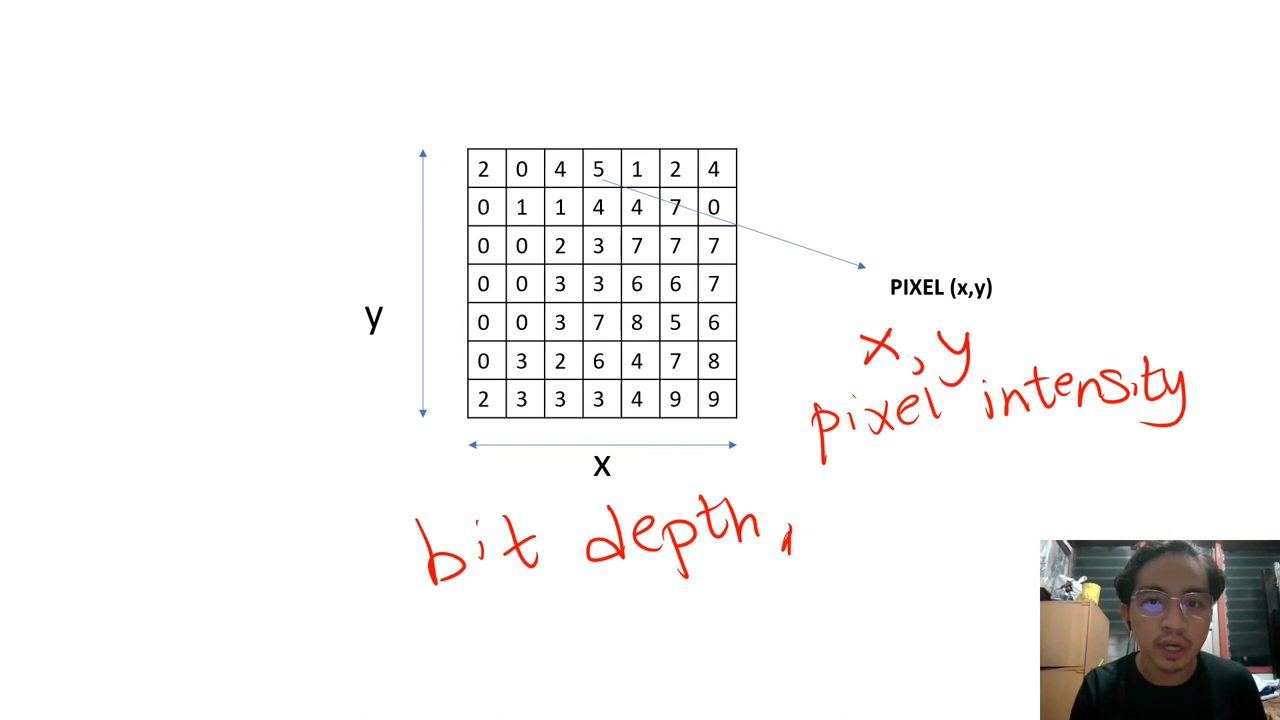 2 0 4 5 1 2 4
0 1 1 4 4 7 0
0 0 2 3 7 7 7
0 0 3 3 6 6 7
PIXEL (x,y)
y
0 0 3 7 8 5 6
x, y
0 3 2 6 4 7 8
pixel intensity
2 3 3 3 4 9 9
x
bit depth,